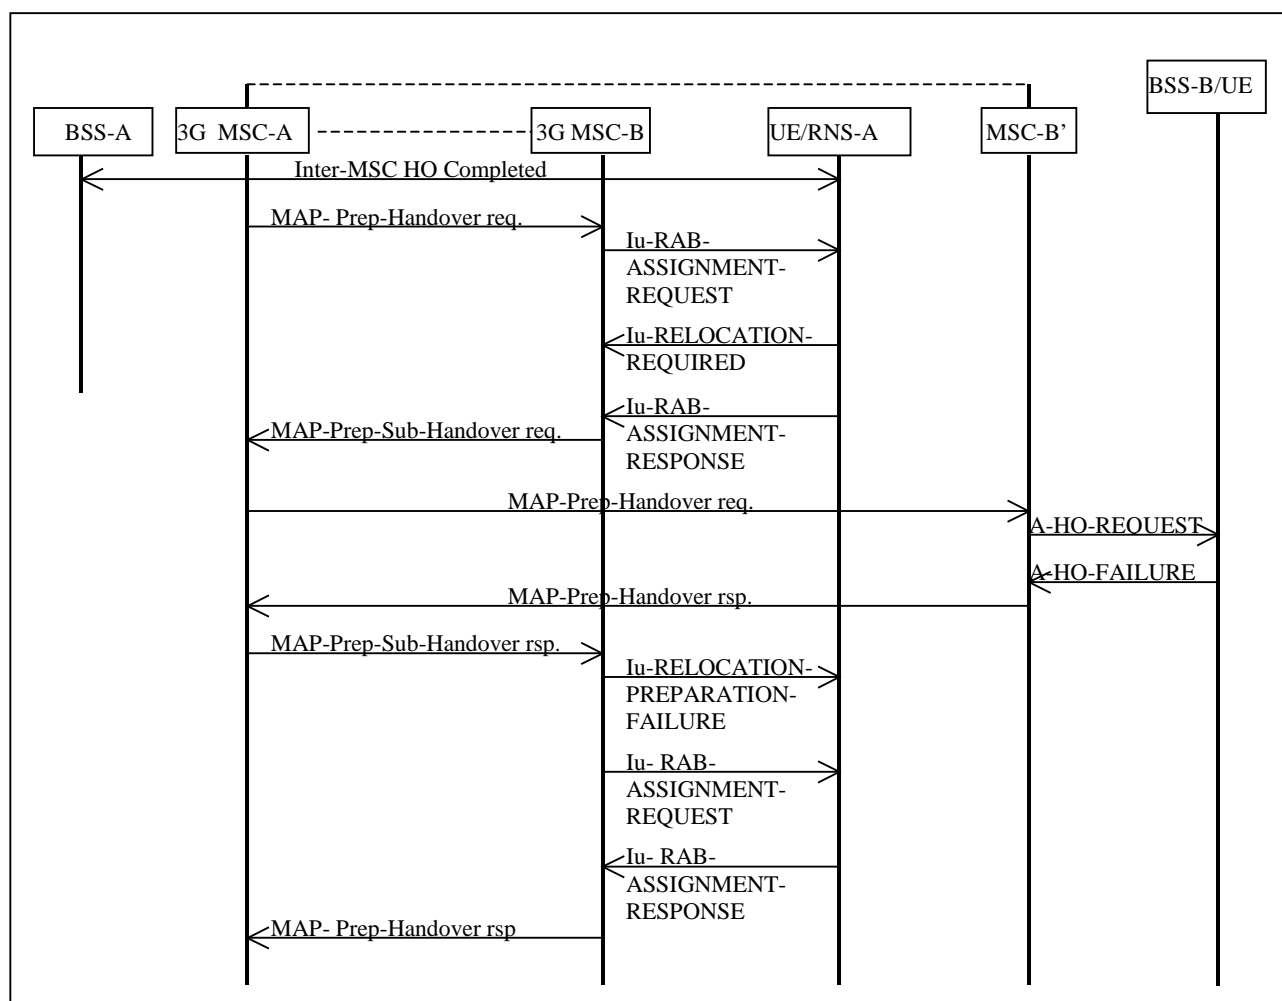 BSS-B/UE
BSS-A
3G MSC-A
3G MSC-B
UE/RNS-A
MSC-B’
Inter-MSC HO Completed
MAP- Prep-Handover req.
Iu-RAB-
ASSIGNMENT-
REQUEST
Iu-RELOCATION-
REQUIRED
Iu-RAB-
ASSIGNMENT-
RESPONSE
MAP-Prep-Sub-Handover req.
MAP-Prep-Handover req.
A-HO-REQUEST
A-HO-FAILURE
MAP-Prep-Handover rsp.
MAP-Prep-Sub-Handover rsp.
Iu-RELOCATION-
PREPARATION-
FAILURE
Iu- RAB-
ASSIGNMENT-
REQUEST
Iu- RAB-
ASSIGNMENT-
RESPONSE
MAP- Prep-Handover rsp